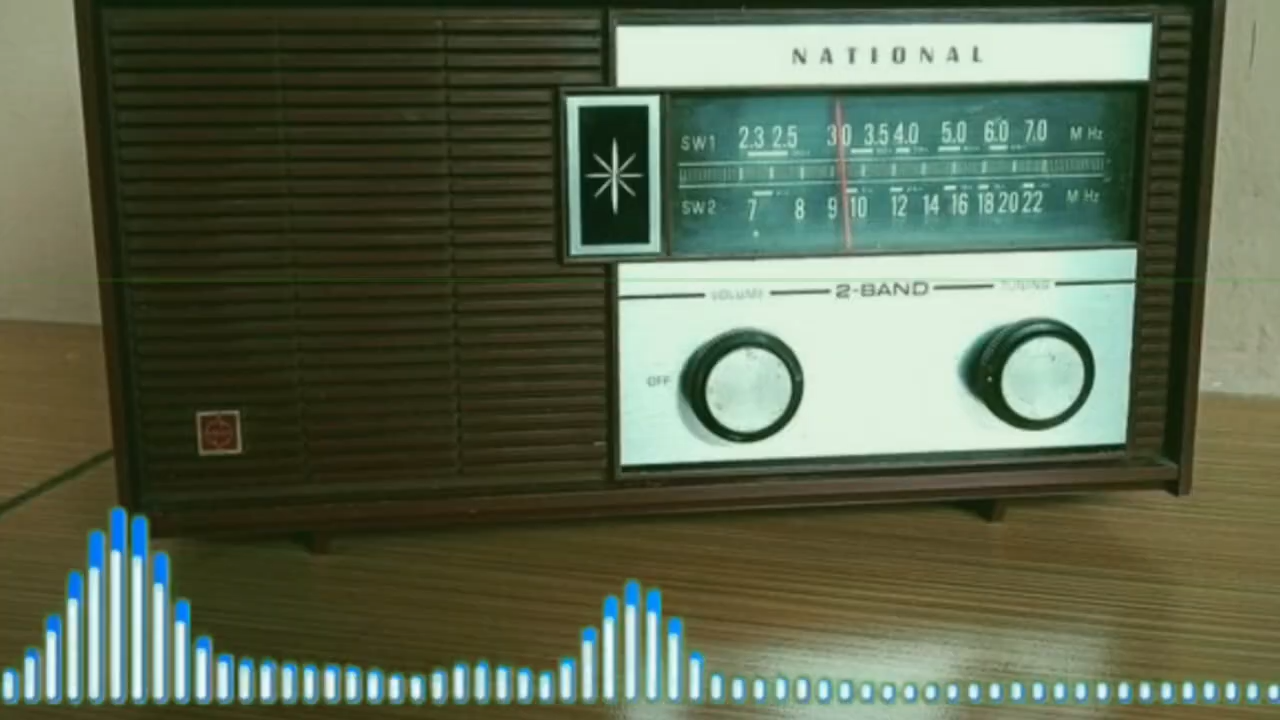 NATIONAL
SW1 2.3 2.5 3.0 3.5 4.0 5.0 6.0 7.0 MHz
SW2 7 8 9 10 12 14 16 18 20 22 MHz
VOLUME 2-BAND TUNING
OFF